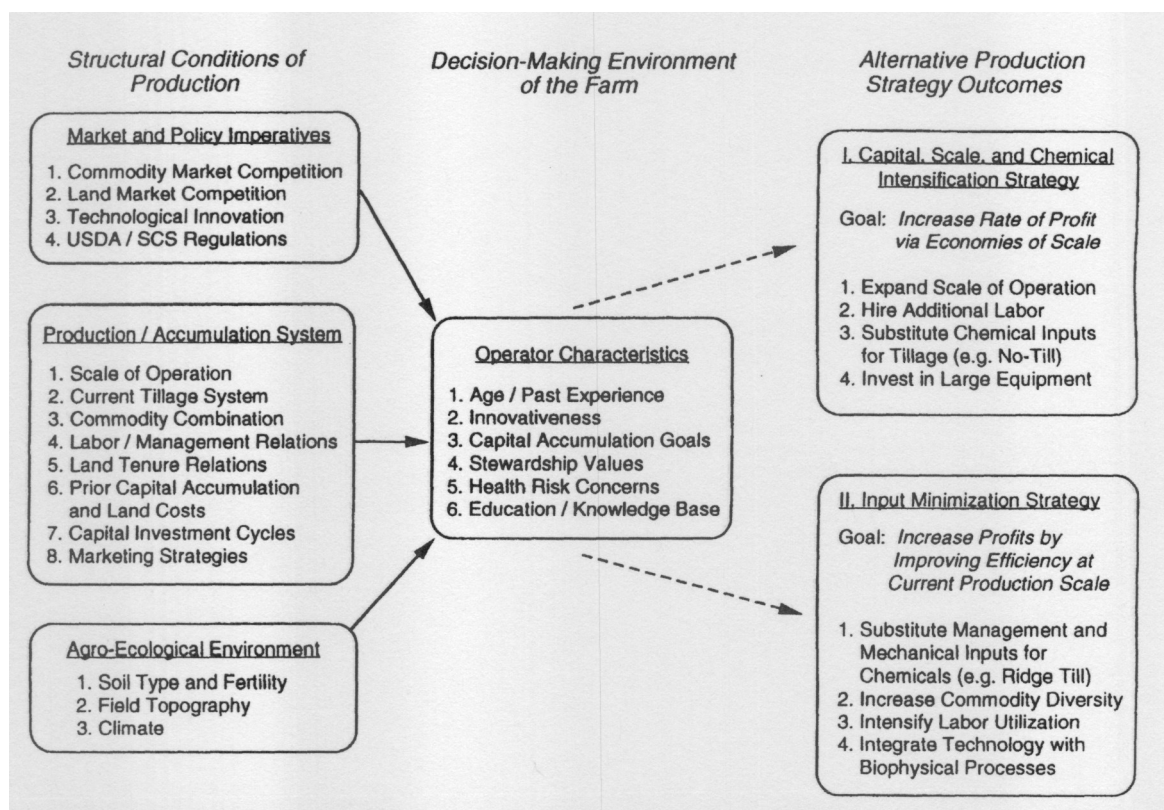 Structural Conditions of
Production
Market and Policy Imperatives
1. Commodity Market Competition
2. Land Market Competition
3. Technological Innovation
4. USDA / SCS Regulations
Production / Accumulation System
1. Scale of Operation
2. Current Tillage System
3. Commodity Combination
4. Labor / Management Relations
5. Land Tenure Relations
6. Prior Capital Accumulation
and Land Costs
7. Capital Investment Cycles
8. Marketing Strategies
Agro-Ecological Environment
1. Soil Type and Fertility
2. Field Topography
3. Climate
Decision-Making Environment
of the Farm
Operator Characteristics
1. Age / Past Experience
2. Innovativeness
3. Capital Accumulation Goals
4. Stewardship Values
5. Health Risk Concerns
6. Education / Knowledge Base
Alternative Production
Strategy Outcomes
I. Capital, Scale, and Chemical
Intensification Strategy
Goal: Increase Rate of Profit
via Economies of Scale
1. Expand Scale of Operation
2. Hire Additional Labor
3. Substitute Chemical Inputs
for Tillage (e.g. No-Till)
4. Invest in Large Equipment
II. Input Minimization Strategy
Goal: Increase Profits by
Improving Efficiency at
Current Production Scale
1. Substitute Management and
Mechanical Inputs for
Chemicals (e.g. Ridge Till)
2. Increase Commodity Diversity
3. Intensify Labor Utilization
4. Integrate Technology with
Biophysical Processes